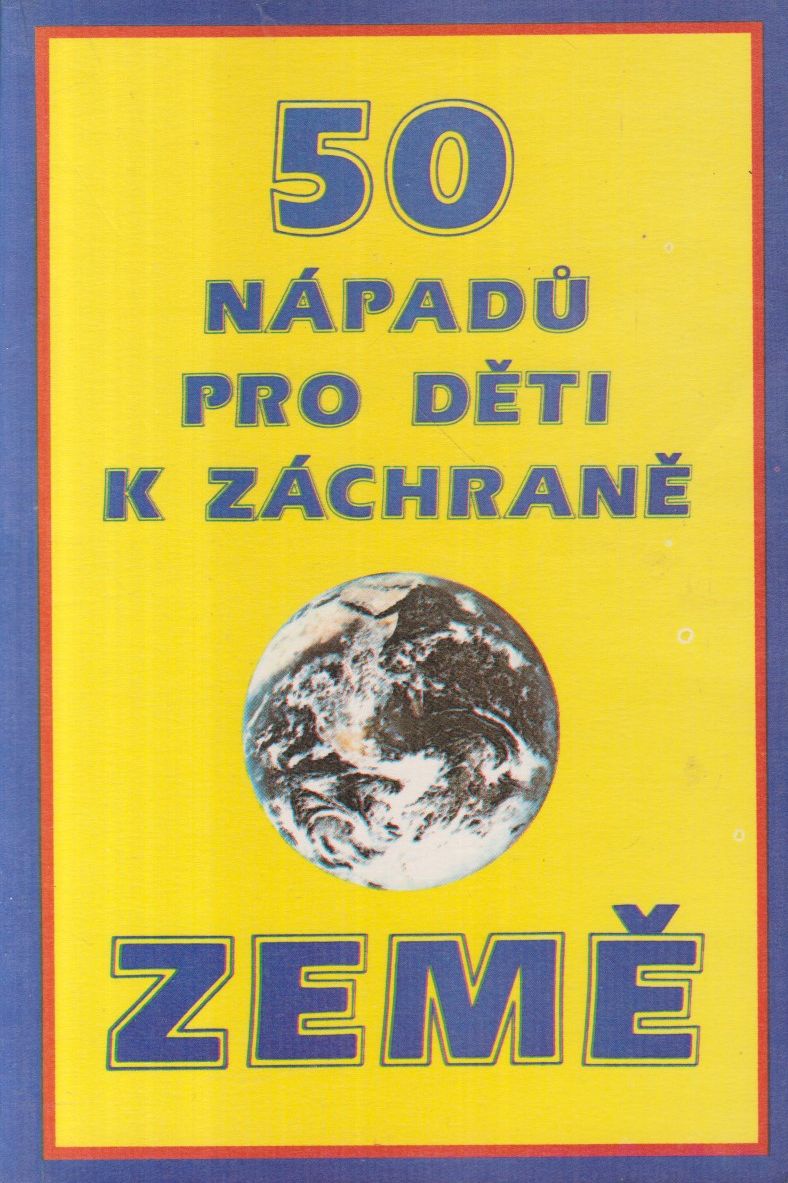 50
NÁPADŮ
PRO DĚTI
K ZÁCHRANĚ
ZEMĚ